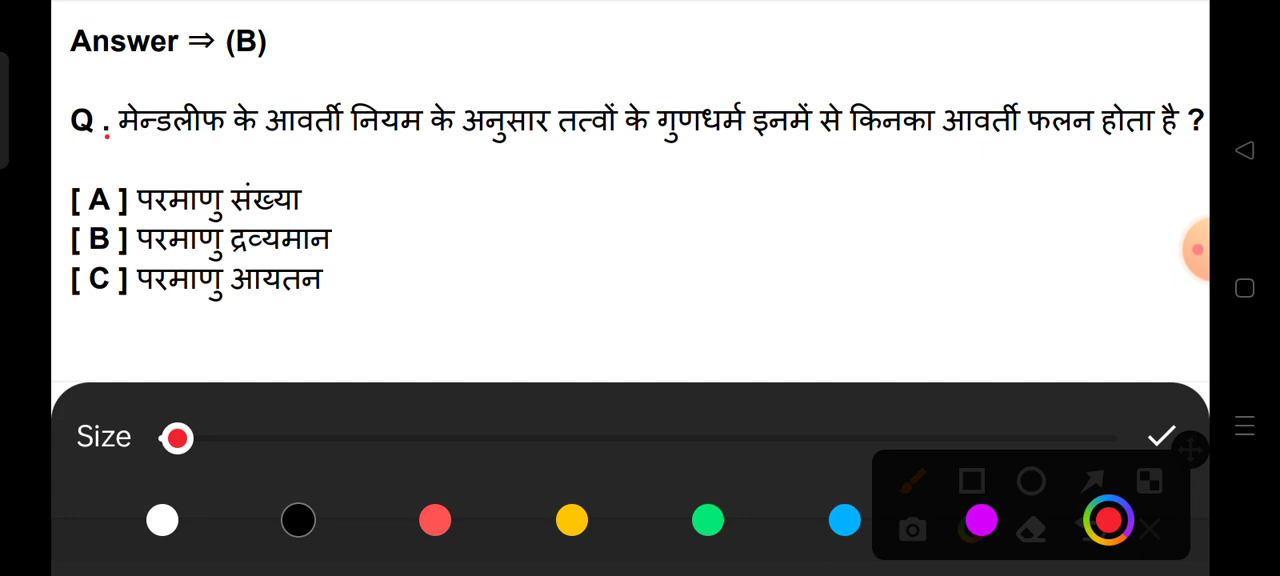 Answer ⇒ (B)
Q . मेन्डलीफ के आवर्ती नियम के अनुसार तत्वों के गुणधर्म इनमें से किनका आवर्ती फलन होता है ?
[ A ] परमाणु संख्या
[ B ] परमाणु द्रव्यमान
[ C ] परमाणु आयतन
Size